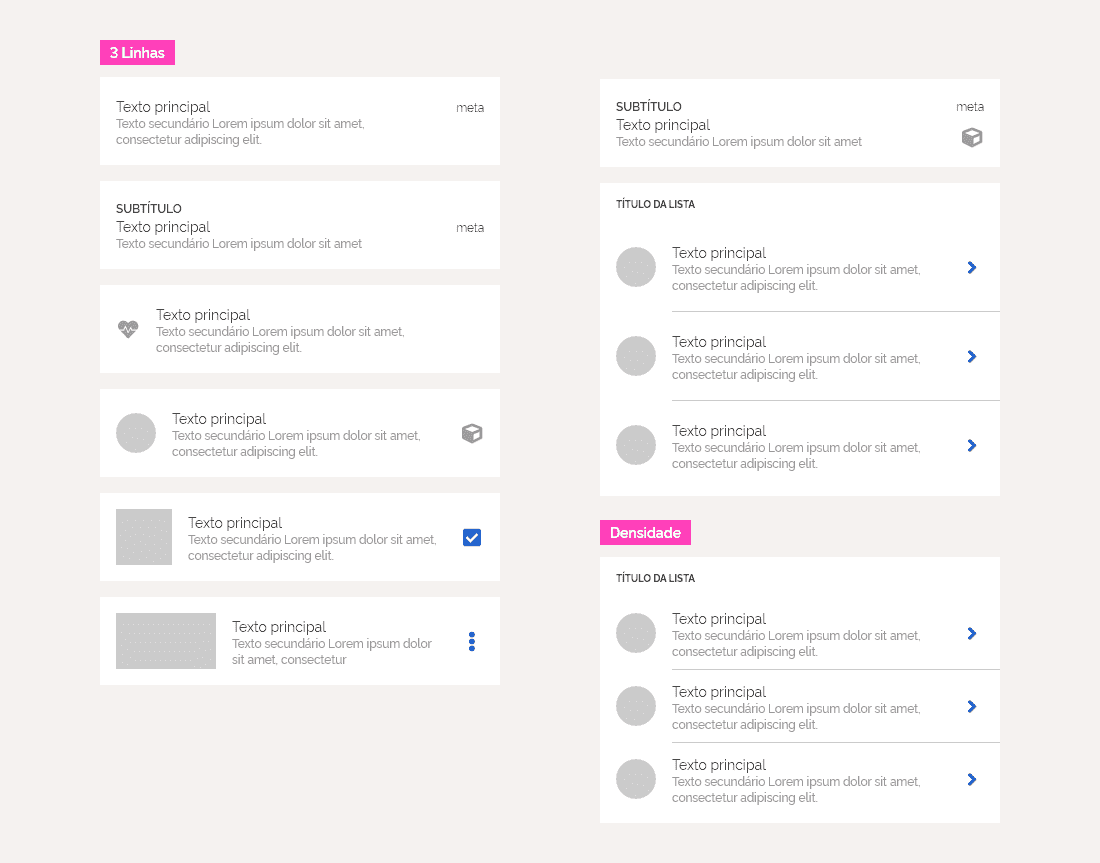 3 Linhas
Texto principal
meta
Texto secundário Lorem ipsum dolor sit amet,
consectetur adipiscing elit.
SUBTÍTULO
Texto principal
meta
Texto secundário Lorem ipsum dolor sit amet
Texto principal
Texto secundário Lorem ipsum dolor sit amet,
consectetur adipiscing elit.
Texto principal
Texto secundário Lorem ipsum dolor sit amet,
consectetur adipiscing elit.
Texto principal
Texto secundário Lorem ipsum dolor sit amet,
consectetur adipiscing elit.
Texto principal
Texto secundário Lorem ipsum dolor
sit amet, consectetur
SUBTÍTULO
meta
Texto principal
Texto secundário Lorem ipsum dolor sit amet
TÍTULO DA LISTA
Texto principal
Texto secundário Lorem ipsum dolor sit amet,
consectetur adipiscing elit.
Texto principal
Texto secundário Lorem ipsum dolor sit amet,
consectetur adipiscing elit.
Texto principal
Texto secundário Lorem ipsum dolor sit amet,
consectetur adipiscing elit.
Densidade
TÍTULO DA LISTA
Texto principal
Texto secundário Lorem ipsum dolor sit amet,
consectetur adipiscing elit.
Texto principal
Texto secundário Lorem ipsum dolor sit amet,
consectetur adipiscing elit.
Texto principal
Texto secundário Lorem ipsum dolor sit amet,
consectetur adipiscing elit.